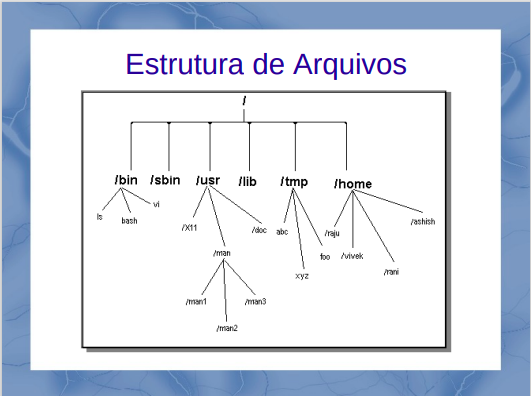 Estrutura de Arquivos
/
/bin /sbin /usr /lib /tmp /home
ls bash vi
/X11 /man /doc
abc xyz foo
/raju /vivek /rani /ashish
/man1 /man2 /man3